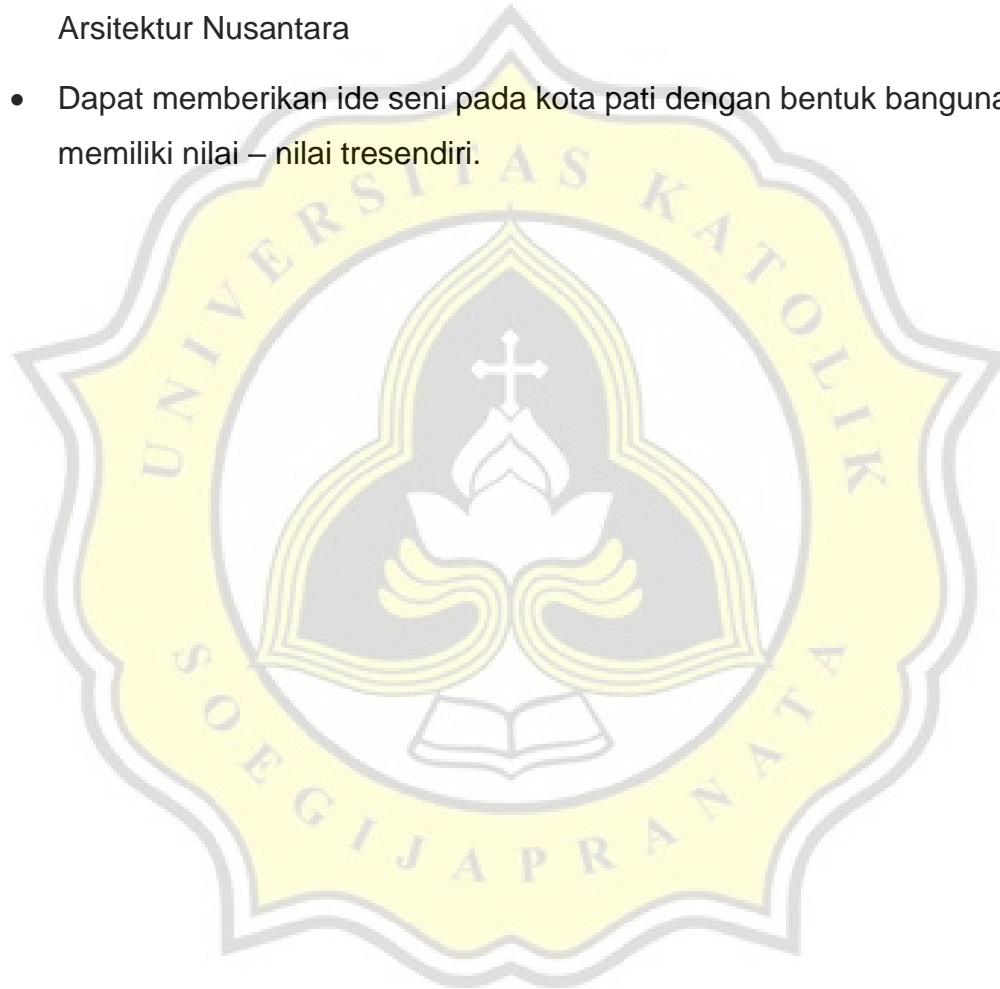 Arsitektur Nusantara
• Dapat memberikan ide seni pada kota pati dengan bentuk banguna
memiliki nilai – nilai tresendiri.
UNIVERSITAS KATOLIK
SOEGIJAPRANATA